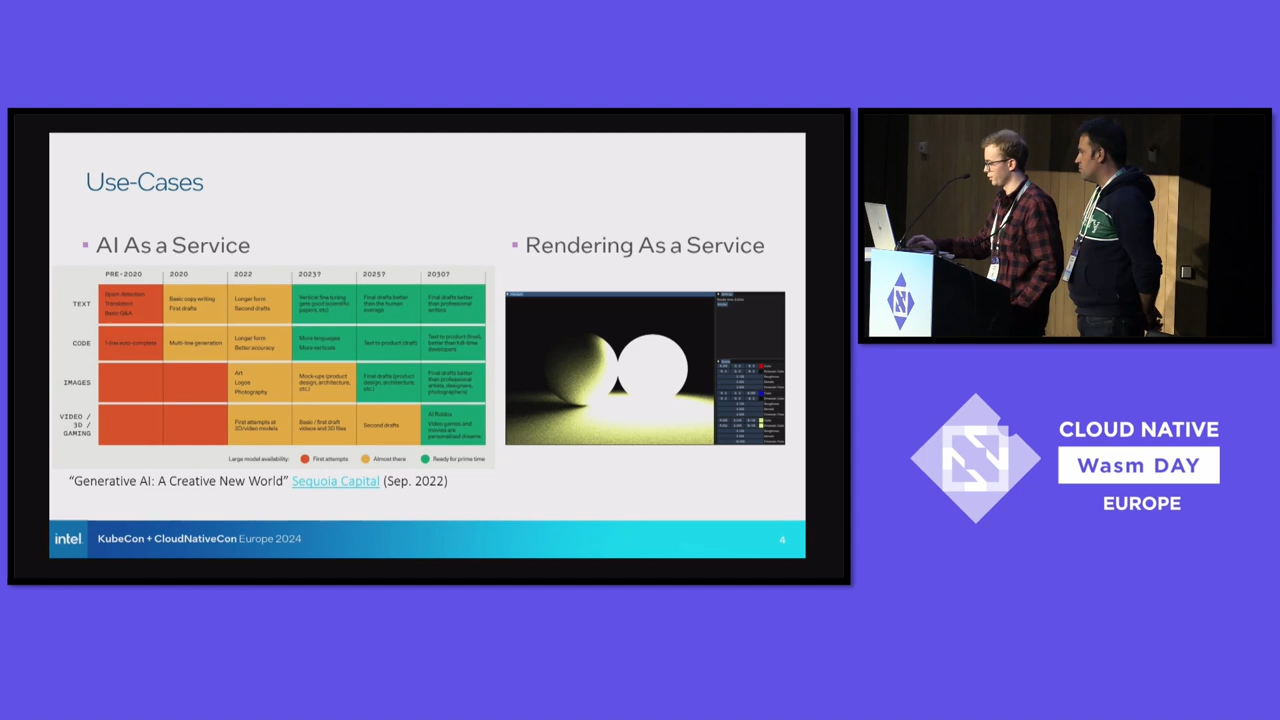 Use-Cases
▪ AI As a Service
PRE-2020 2020 2022 2023? 2025? 2030?
TEXT
Spam detection
Translation
Basic Q&A
Basic copy writing
First drafts
Longer form
Second drafts
Vertical fine tuning
gets good (scientific
papers, etc)
Final drafts better
than the human
average
Final drafts better
than professional
writers
CODE
1-line auto-complete
Multi-line generation
Longer form
Better accuracy
More languages
More verticals
Text to product (draft)
Text to product (final),
better than full-time
developers
IMAGES
Art
Logos
Photography
Mock-ups (product
design, architecture,
etc.)
Final drafts (product
design, architecture,
etc.)
Final drafts better
than professional
artists, designers,
photographers)
VIDEO /
3D /
GAMING
First attempts at
3D/video models
Basic / first draft
videos and 3D files
Second drafts
AI Roblox
Video games and
movies are
personalized dreams
Large model availability: First attempts Almost there Ready for prime time
"Generative AI: A Creative New World" Sequoia Capital (Sep. 2022)
▪ Rendering As a Service
intel KubeCon + CloudNativeCon Europe 2024 4
CLOUD NATIVE
Wasm DAY
EUROPE